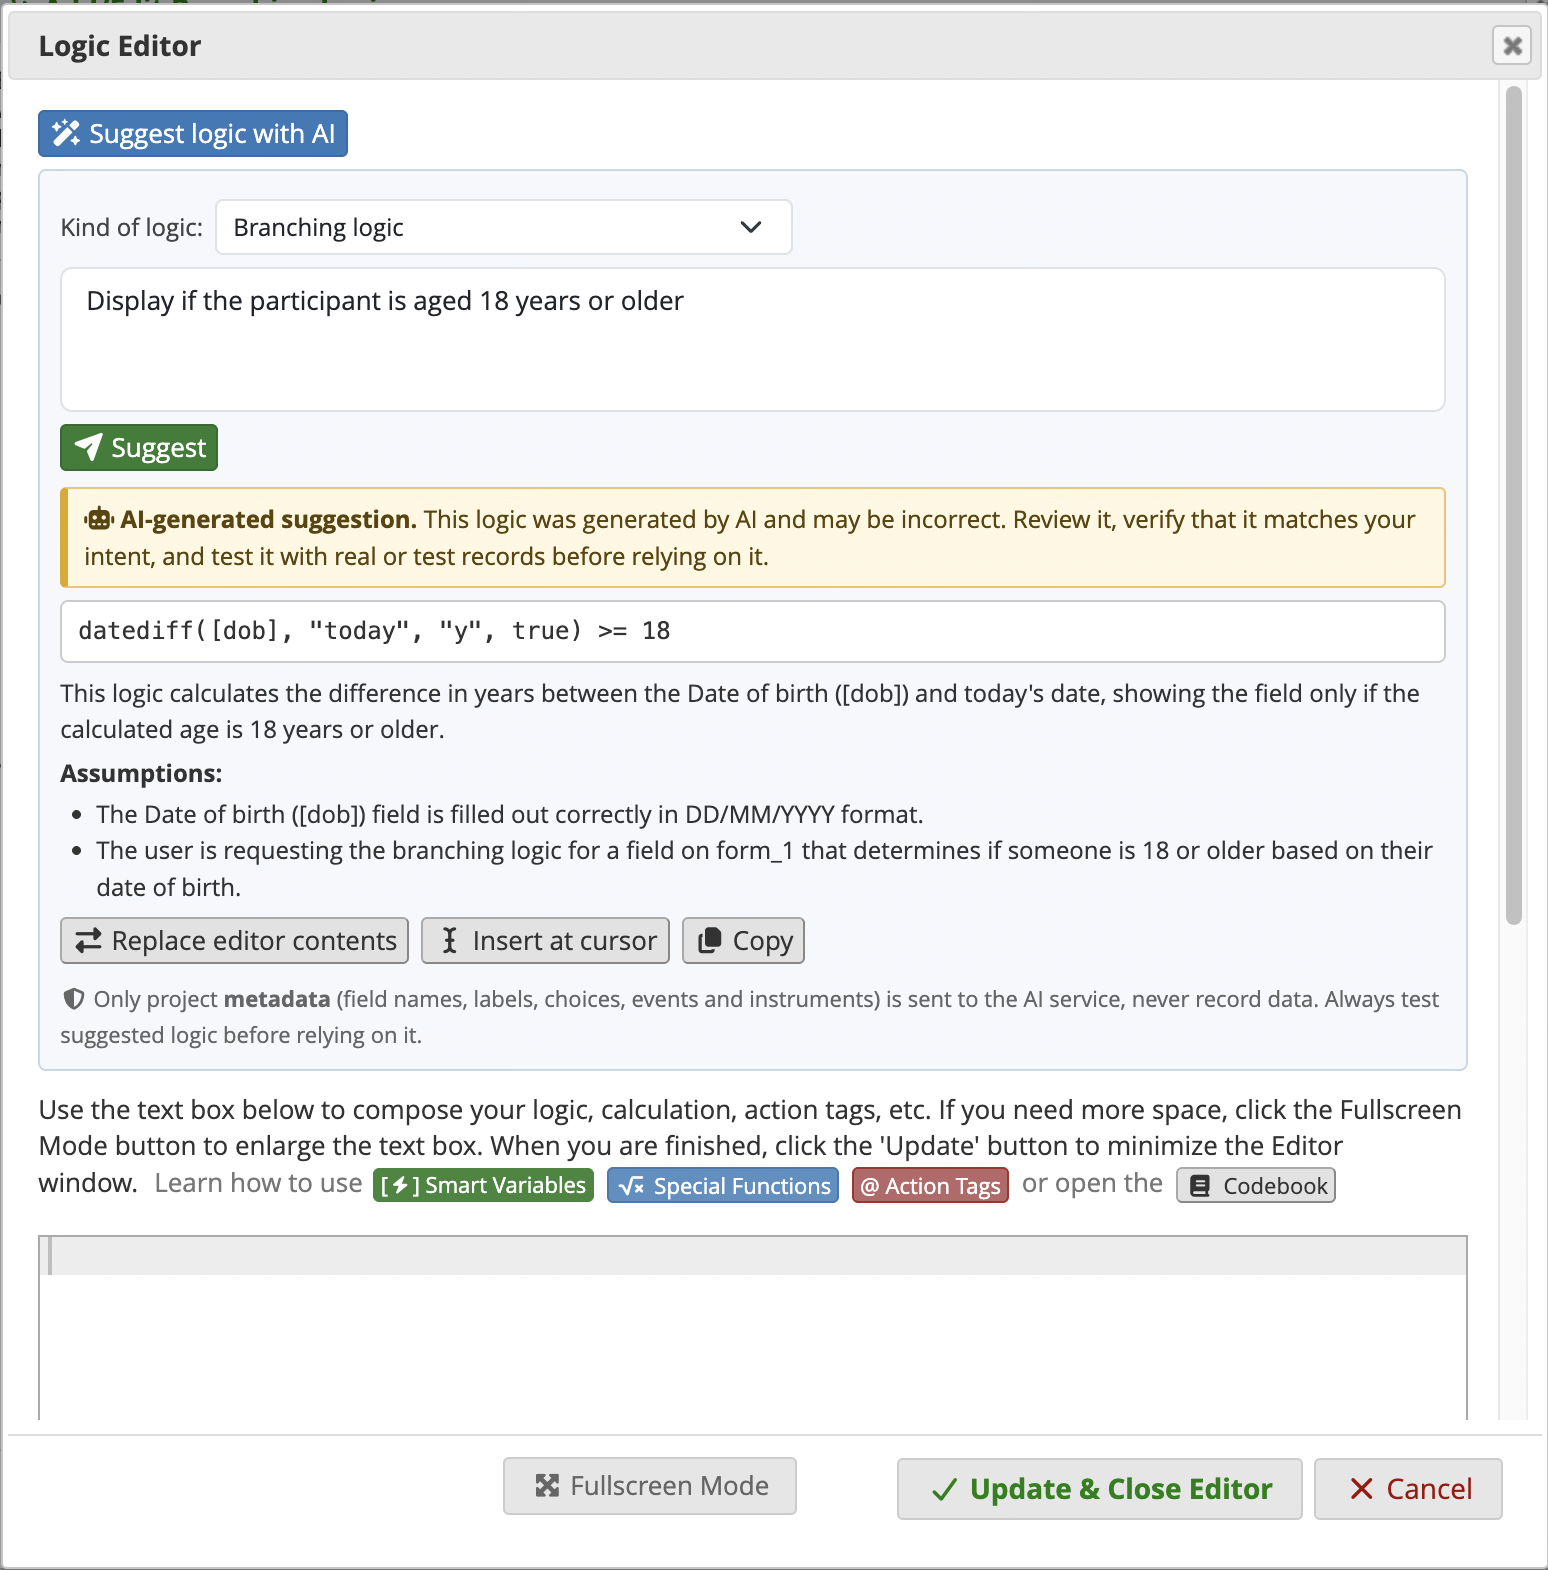 Logic Editor
Suggest logic with AI
Kind of logic: Branching logic
Display if the participant is aged 18 years or older
Suggest
AI-generated suggestion. This logic was generated by AI and may be incorrect. Review it, verify that it matches your
intent, and test it with real or test records before relying on it.
datediff([dob], "today", "y", true) >= 18
This logic calculates the difference in years between the Date of birth ([dob]) and today's date, showing the field only if the
calculated age is 18 years or older.
Assumptions:
• The Date of birth ([dob]) field is filled out correctly in DD/MM/YYYY format.
• The user is requesting the branching logic for a field on form_1 that determines if someone is 18 or older based on their
date of birth.
Replace editor contents Insert at cursor Copy
Only project metadata (field names, labels, choices, events and instruments) is sent to the AI service, never record data. Always test
suggested logic before relying on it.
Use the text box below to compose your logic, calculation, action tags, etc. If you need more space, click the Fullscreen
Mode button to enlarge the text box. When you are finished, click the 'Update' button to minimize the Editor
window. Learn how to use [⚡] Smart Variables √x Special Functions @ Action Tags or open the Codebook
Fullscreen Mode Update & Close Editor Cancel